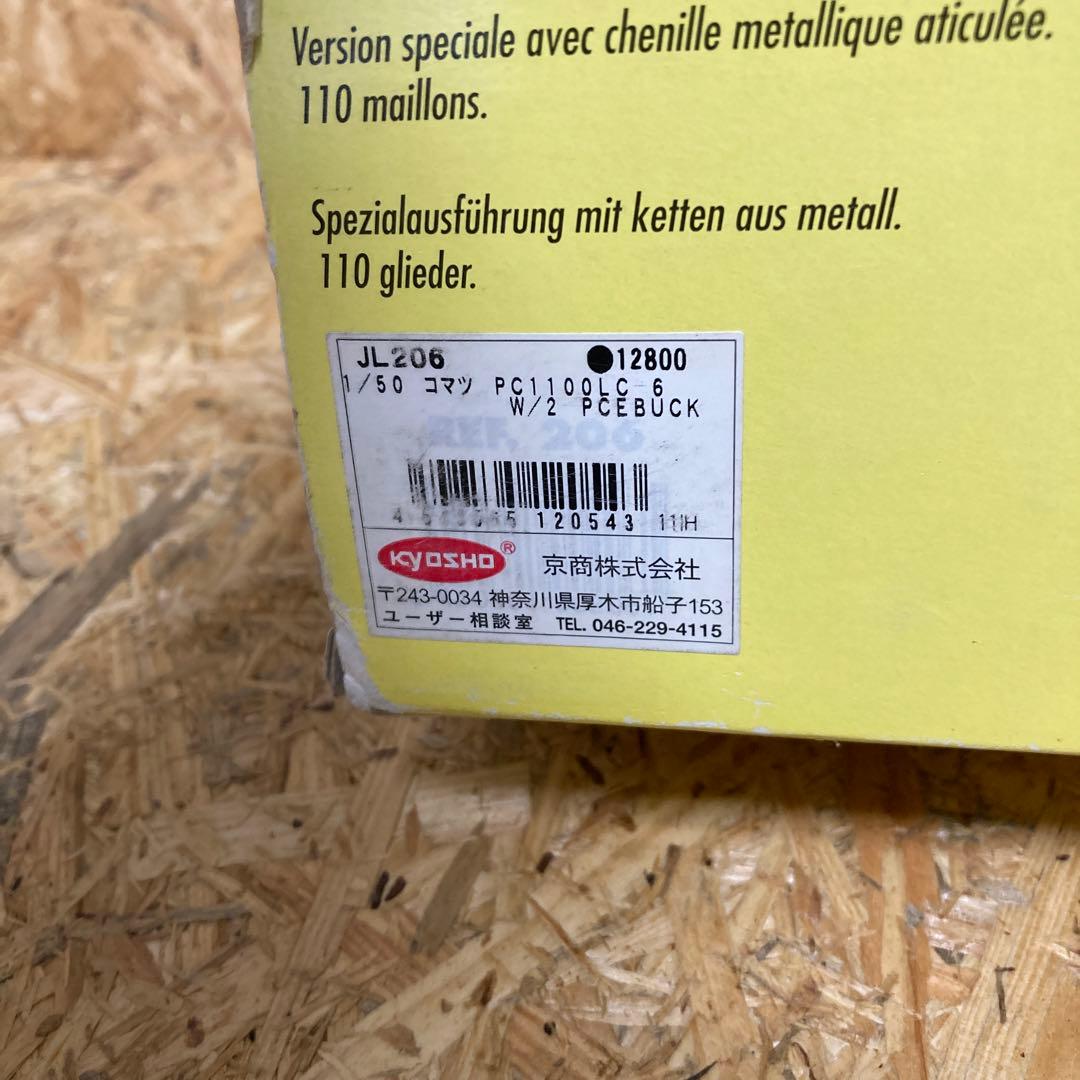 Version speciale avec chenille metallique aticulée.
110 maillons.
Spezialausführung mit ketten aus metall.
110 glieder.
JL206 ●12800
1/50 コマツ PC1100LC-6
W/2 PCEBUCK
REF. 206
120543 11IH
KYOSHO® 京商株式会社
〒243-0034 神奈川県厚木市船子153
ユーザー相談室 TEL. 046-229-4115